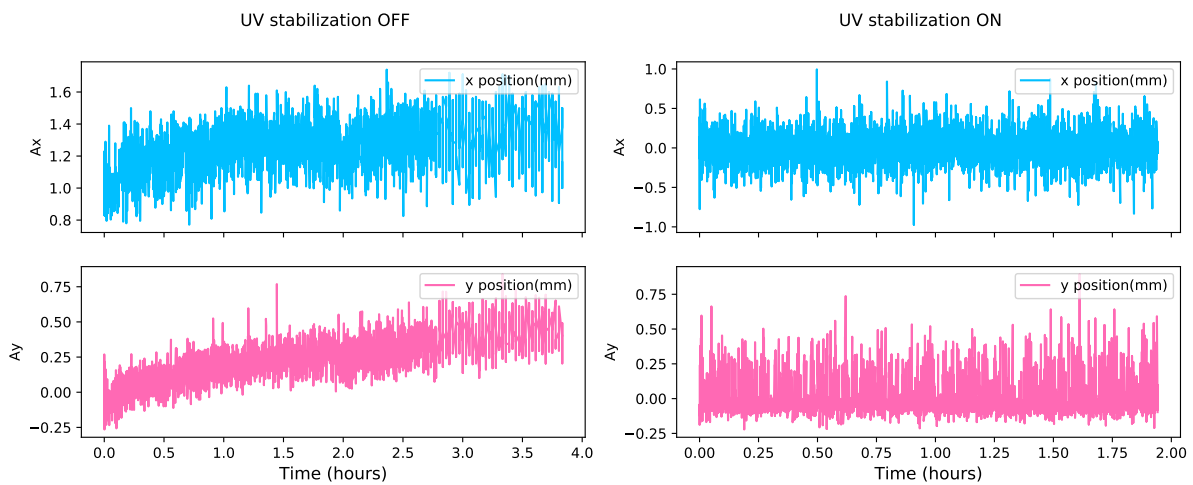 UV stabilization OFF
UV stabilization ON
x position(mm)
1.6
1.4
1.2
1.0
0.8
Ax
x position(mm)
1.0
0.5
0.0
−0.5
−1.0
Ax
0.0 0.5 1.0 1.5 2.0 2.5 3.0 3.5 4.0
y position(mm)
0.75
0.50
0.25
0.00
−0.25
Ay
Time (hours)
y position(mm)
0.75
0.50
0.25
0.00
−0.25
Ay
0.00 0.25 0.50 0.75 1.00 1.25 1.50 1.75 2.00
Time (hours)